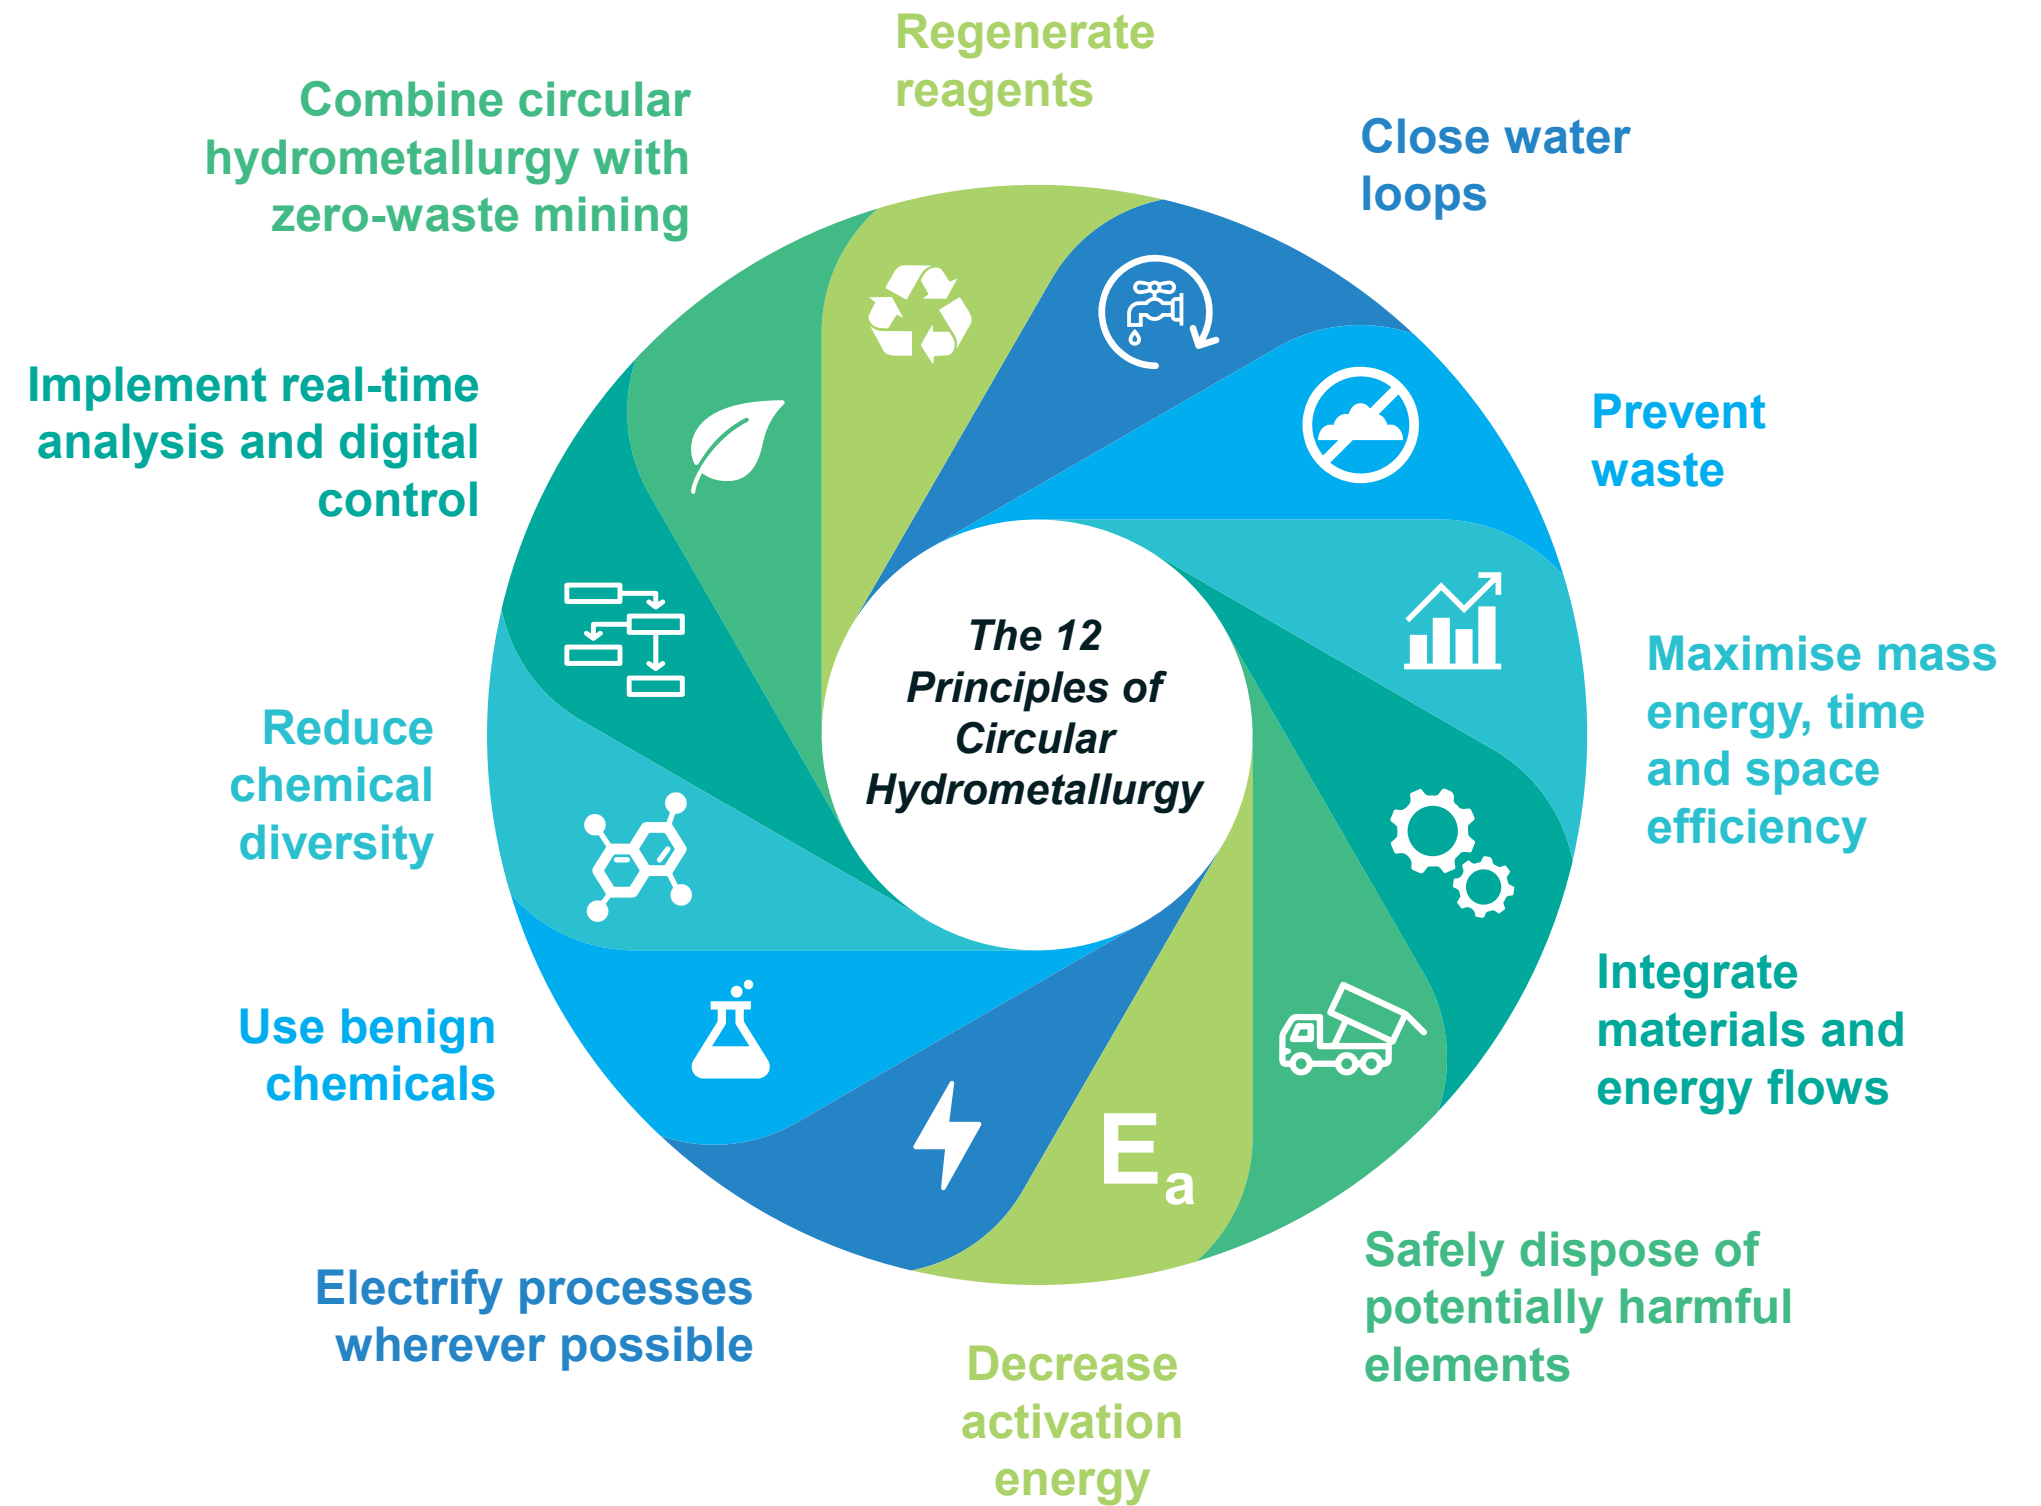 Regenerate
reagents
Close water
loops
Prevent
waste
Maximise mass
energy, time
and space
efficiency
Integrate
materials and
energy flows
Safely dispose of
potentially harmful
elements
Decrease
activation
energy
Electrify processes
wherever possible
Use benign
chemicals
Reduce
chemical
diversity
Implement real-time
analysis and digital
control
Combine circular
hydrometallurgy with
zero-waste mining
The 12
Principles of
Circular
Hydrometallurgy
Ea